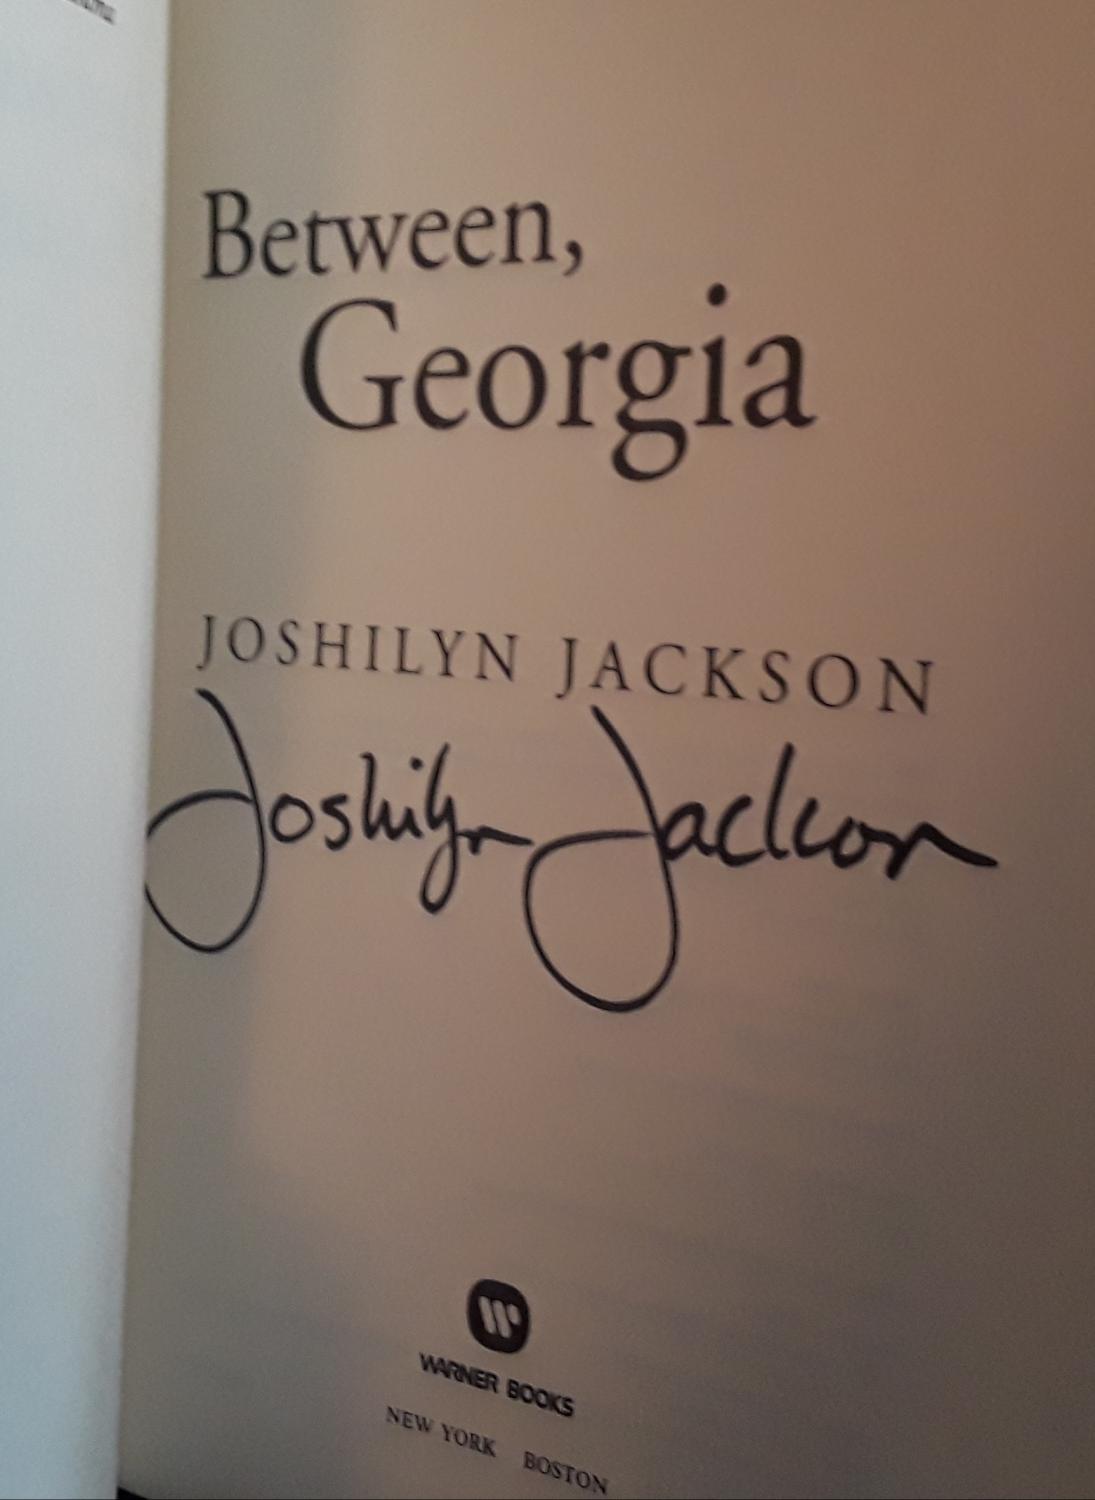 Between,
Georgia
JOSHILYN JACKSON
Joshilyn Jackson
WARNER BOOKS
NEW YORK BOSTON